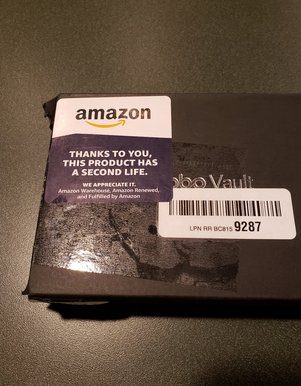 amazon
THANKS TO YOU,
THIS PRODUCT HAS
A SECOND LIFE.
WE APPRECIATE IT.
Amazon Warehouse, Amazon Renewed,
and Fulfilled by Amazon
Vault
LPN RR BC815 9287